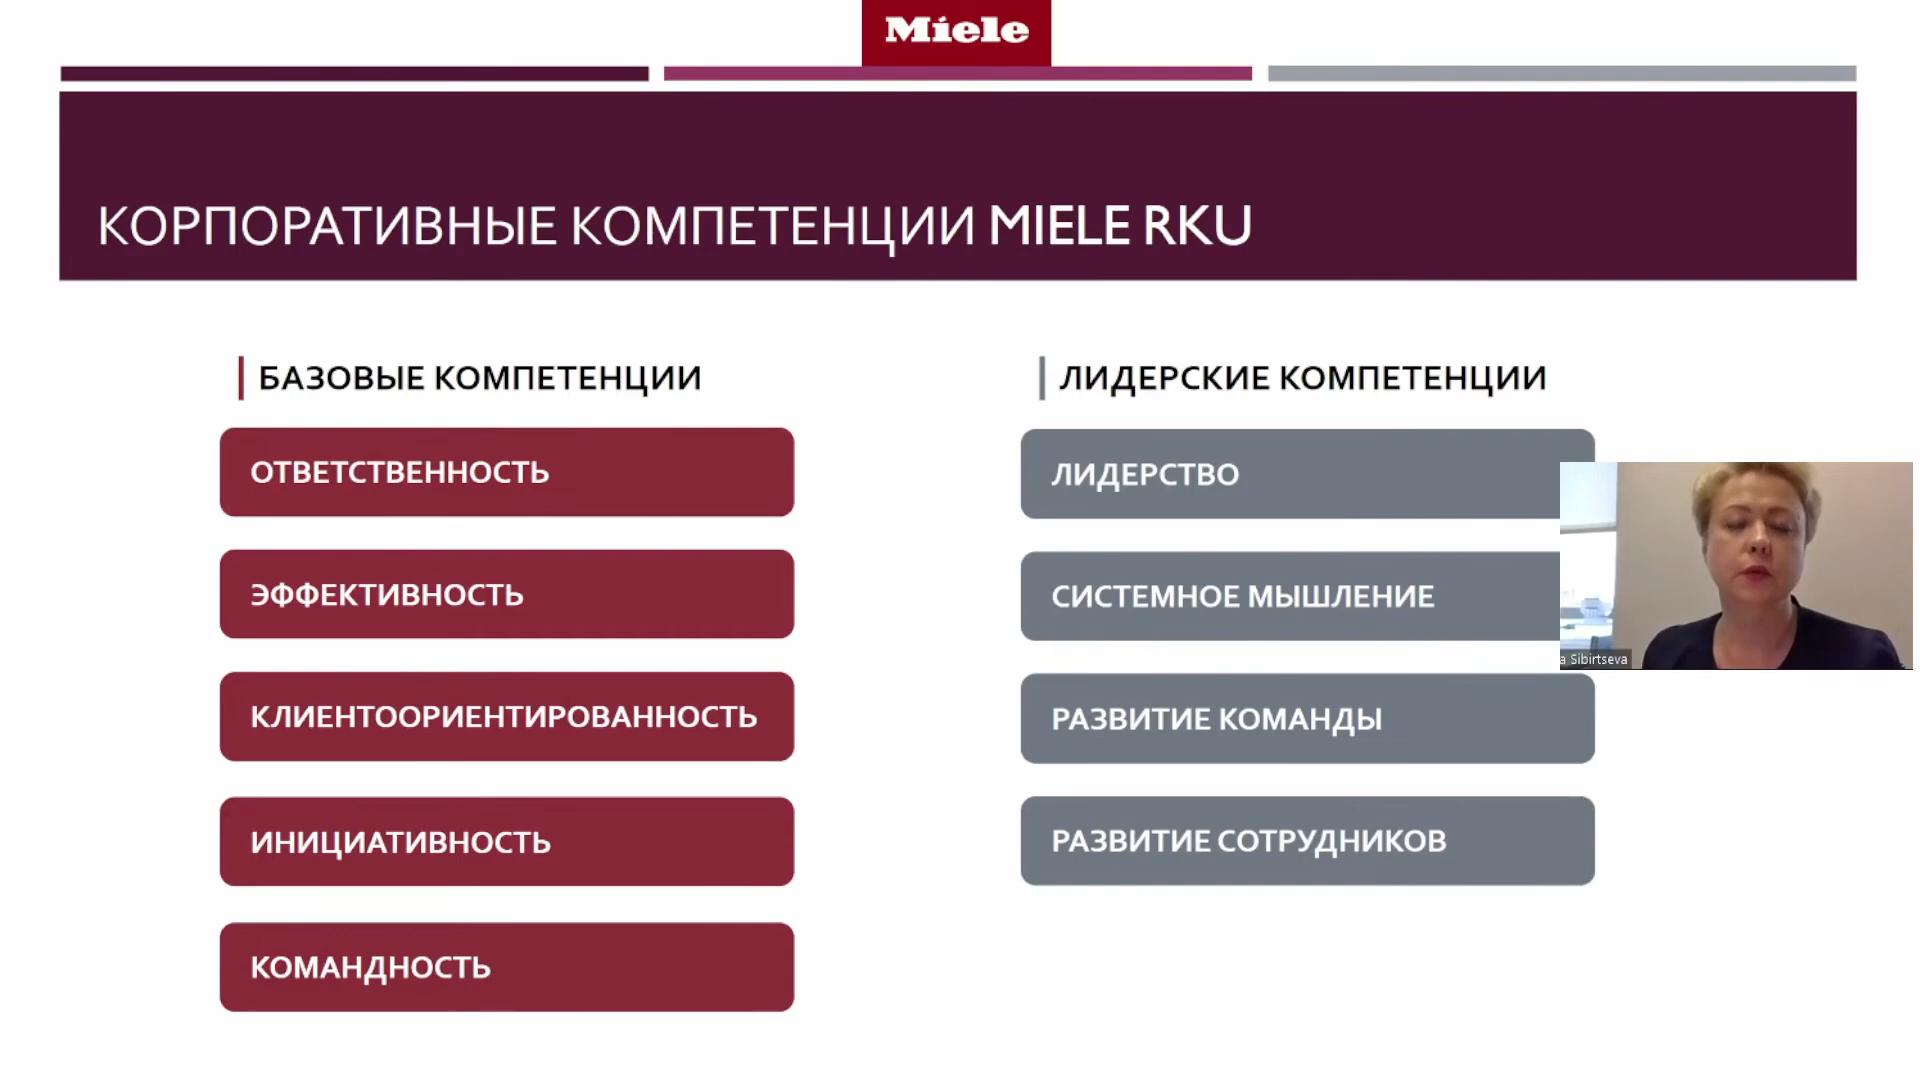 Miele
КОРПОРАТИВНЫЕ КОМПЕТЕНЦИИ MIELE RKU
БАЗОВЫЕ КОМПЕТЕНЦИИ
ОТВЕТСТВЕННОСТЬ
ЭФФЕКТИВНОСТЬ
КЛИЕНТООРИЕНТИРОВАННОСТЬ
ИНИЦИАТИВНОСТЬ
КОМАНДНОСТЬ
ЛИДЕРСКИЕ КОМПЕТЕНЦИИ
ЛИДЕРСТВО
СИСТЕМНОЕ МЫШЛЕНИЕ
РАЗВИТИЕ КОМАНДЫ
РАЗВИТИЕ СОТРУДНИКОВ
a Sibirtseva